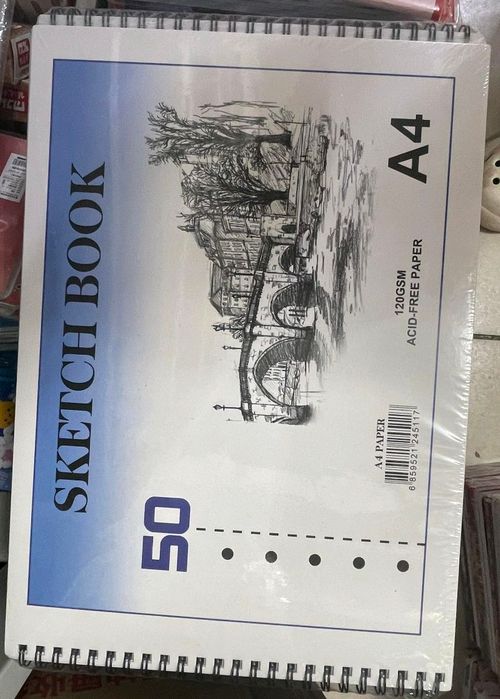 SKETCH BOOK
50
A4
120GSM
ACID-FREE PAPER
A4 PAPER
6 859521 245117